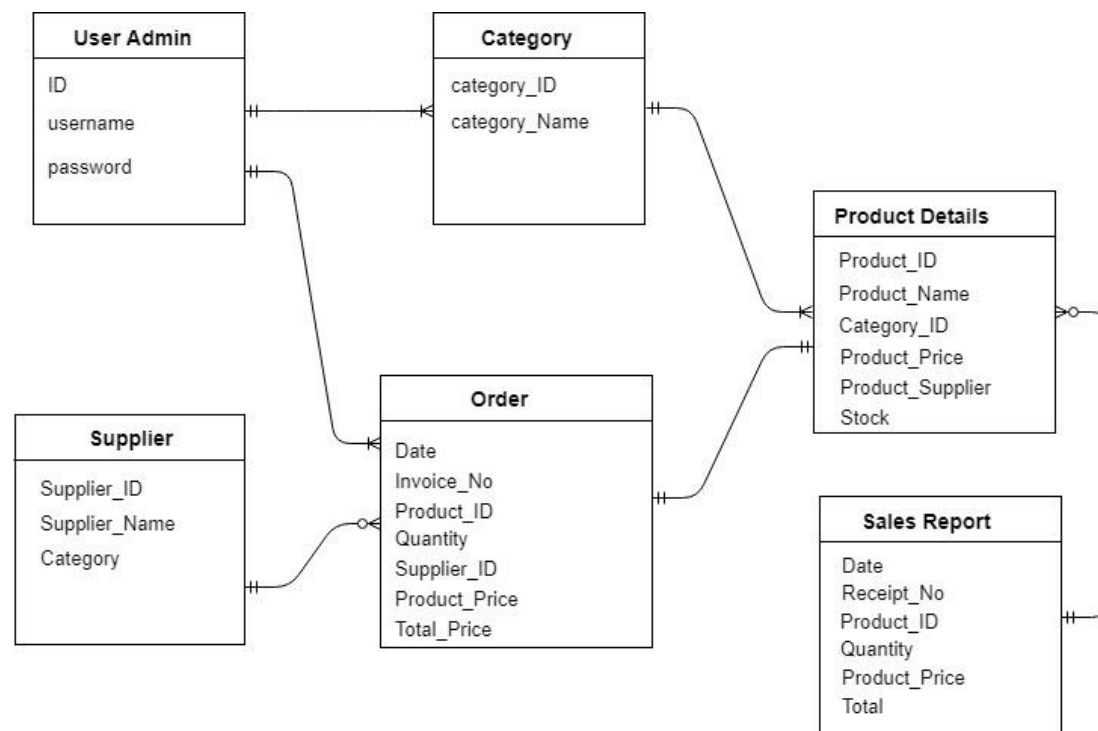 User Admin
ID
username
password
Category
category_ID
category_Name
Product Details
Product_ID
Product_Name
Category_ID
Product_Price
Product_Supplier
Stock
Supplier
Supplier_ID
Supplier_Name
Category
Order
Date
Invoice_No
Product_ID
Quantity
Supplier_ID
Product_Price
Total_Price
Sales Report
Date
Receipt_No
Product_ID
Quantity
Product_Price
Total